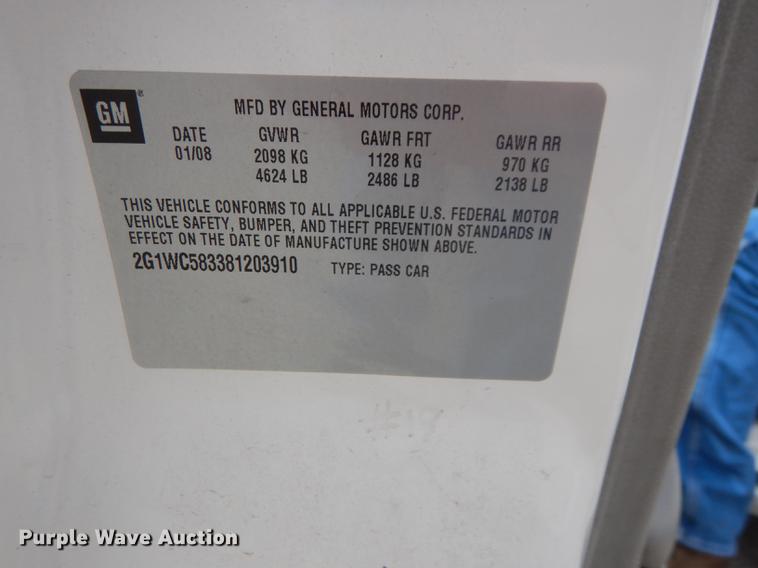 GM
MFD BY GENERAL MOTORS CORP.
DATE GVWR GAWR FRT GAWR RR
01/08 2098 KG 1128 KG 970 KG
4624 LB 2486 LB 2138 LB
THIS VEHICLE CONFORMS TO ALL APPLICABLE U.S. FEDERAL MOTOR
VEHICLE SAFETY, BUMPER, AND THEFT PREVENTION STANDARDS IN
EFFECT ON THE DATE OF MANUFACTURE SHOWN ABOVE.
2G1WC583381203910 TYPE: PASS CAR
Purple Wave Auction